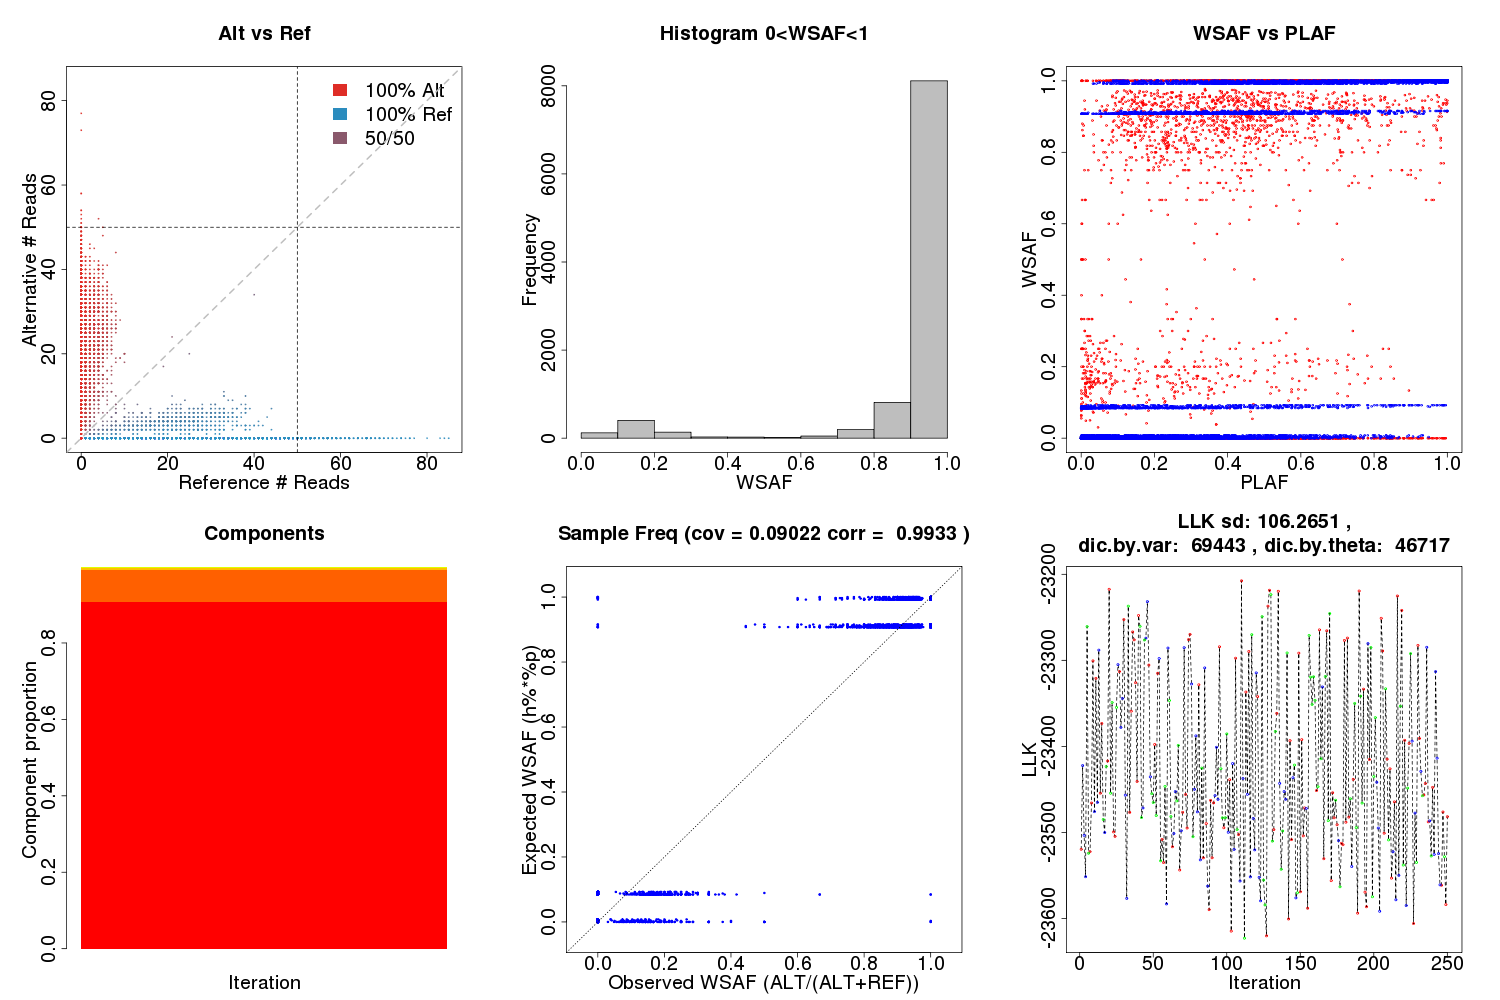 Alt vs Ref
Alternative # Reads
0 20 40 60 80
100% Alt
100% Ref
50/50
0 20 40 60 80
Reference # Reads
Histogram 0<WSAF<1
Frequency
0 2000 4000 6000 8000
0.0 0.2 0.4 0.6 0.8 1.0
WSAF
WSAF vs PLAF
WSAF
0.0 0.2 0.4 0.6 0.8 1.0
0.0 0.2 0.4 0.6 0.8 1.0
PLAF
Components
Component proportion
0.0 0.2 0.4 0.6 0.8
Iteration
Sample Freq (cov = 0.09022 corr = 0.9933 )
Expected WSAF (h%*%p)
0.0 0.2 0.4 0.6 0.8 1.0
0.0 0.2 0.4 0.6 0.8 1.0
Observed WSAF (ALT/(ALT+REF))
LLK sd: 106.2651 ,
dic.by.var: 69443 , dic.by.theta: 46717
LLK
-23600 -23500 -23400 -23300 -23200
0 50 100 150 200 250
Iteration